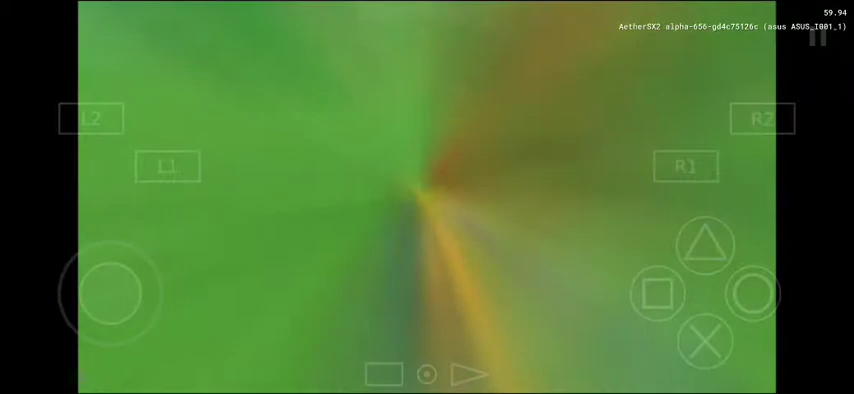 59.94
AetherSX2 alpha-656-gd4c75126c (asus ASUS_I001_1)
L2
R2
L1
R1